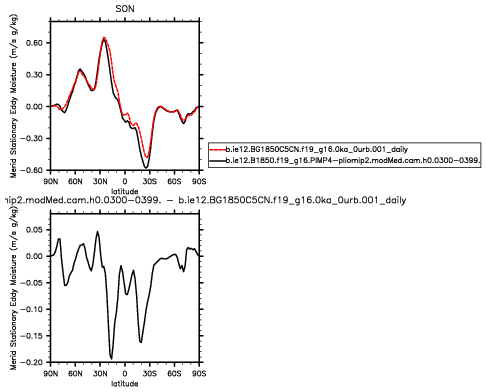 SON
Merid Stationary Eddy Moisture (m/s g/kg)
0.60
0.30
0.00
−0.30
−0.60
90N 60N 30N 0 30S 60S 90S
latitude
b.ie12.BG1850C5CN.f19_g16.0ka_0urb.001_daily
b.ie12.B1850.f19_g16.PlMP4−pliomip2.modMed.cam.h0.0300−0399.
nip2.modMed.cam.h0.0300−0399. − b.ie12.BG1850C5CN.f19_g16.0ka_0urb.001_daily
Merid Stationary Eddy Moisture (m/s g/kg)
0.05
0.00
−0.05
−0.10
−0.15
−0.20
90N 60N 30N 0 30S 60S 90S
latitude